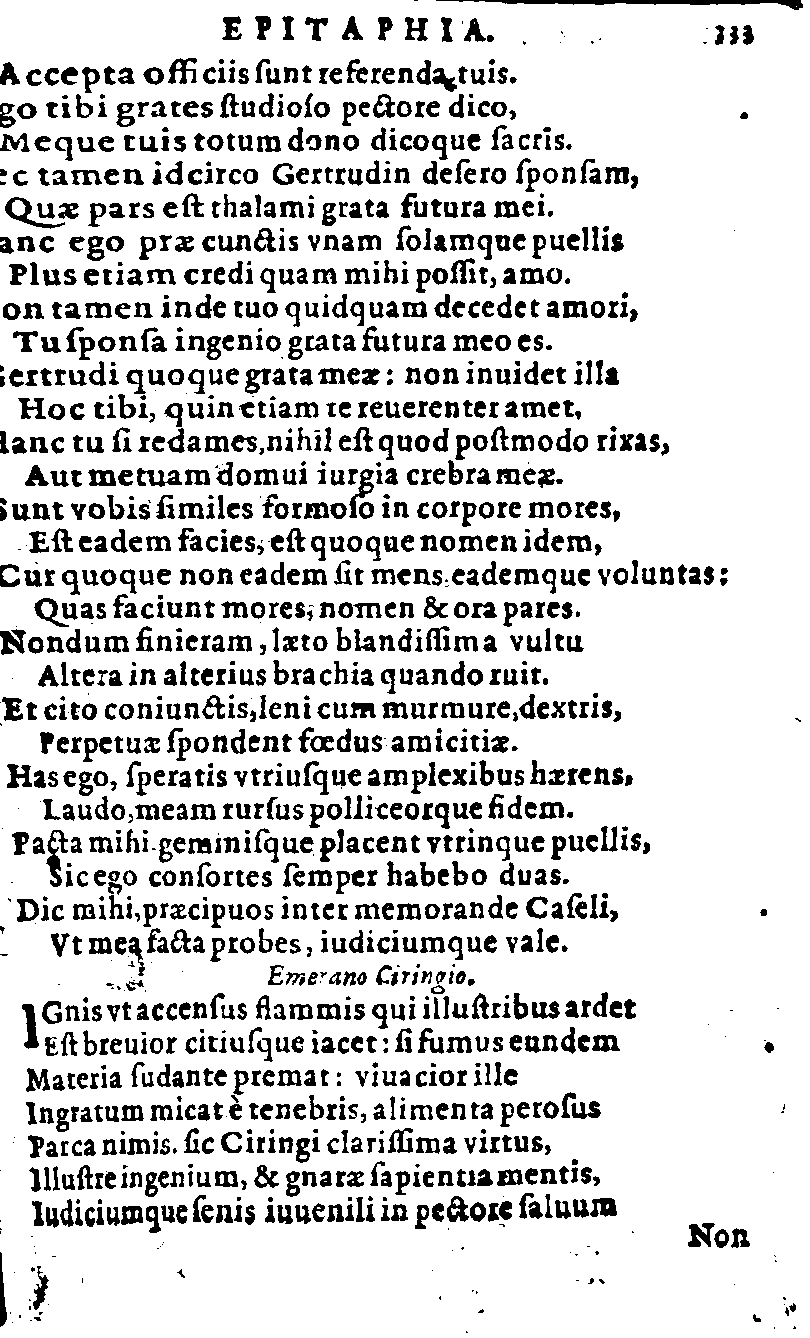 EPITAPHIA. 333
Accepta officiis ſunt referenda tuis.
go tibi grates ſtudioſo pectore dico,
Meque tuis totum dono dicoque ſacris.
ec tamen idcirco Gertrudin deſero ſponſam,
Quæ pars eſt thalami grata futura mei.
anc ego præ cunctis vnam ſolamque puellis
Plus etiam credi quam mihi poſſit, amo.
on tamen inde tuo quidquam decedet amori,
Tu ſponſa ingenio grata futura meo es.
Gertrudi quoque grata meæ: non inuidet illa
Hoc tibi, quin etiam te reuerenter amet,
Hanc tu ſi redames, nihil eſt quod poſtmodo rixas,
Aut metuam domui iurgia crebra meæ.
Sunt vobis ſimiles formoſo in corpore mores,
Eſt eadem facies, eſt quoque nomen idem,
Cur quoque non eadem ſit mens, eademque voluntas:
Quas faciunt mores, nomen & ora pares.
Nondum finieram, læto blandiſſima vultu
Altera in alterius brachia quando ruit.
Et cito coniunctis, leni cum murmure, dextris,
Perpetuæ ſpondent fœdus amicitiæ.
Has ego, ſperatis vtriuſque amplexibus hærens,
Laudo, meam rurſus polliceorque fidem.
Pacta mihi geminiſque placent vtrinque puellis,
Sic ego conſortes ſemper habebo duas.
Dic mihi, præcipuos inter memorande Caſeli,
Vt mea facta probes, iudiciumque vale.
Emerano Ciringio.
IGnis vt accenſus flammis qui illuſtribus ardet
Eſt breuior citiuſque iacet: ſi fumus eundem
Materia ſudante premat: viuacior ille
Ingratum micat è tenebris, alimenta peroſus
Parca nimis. ſic Ciringi clariſſima virtus,
Illuſtre ingenium, & gnaræ ſapientia mentis,
Iudiciumque ſenis iuuenili in pectore ſaluum
Non